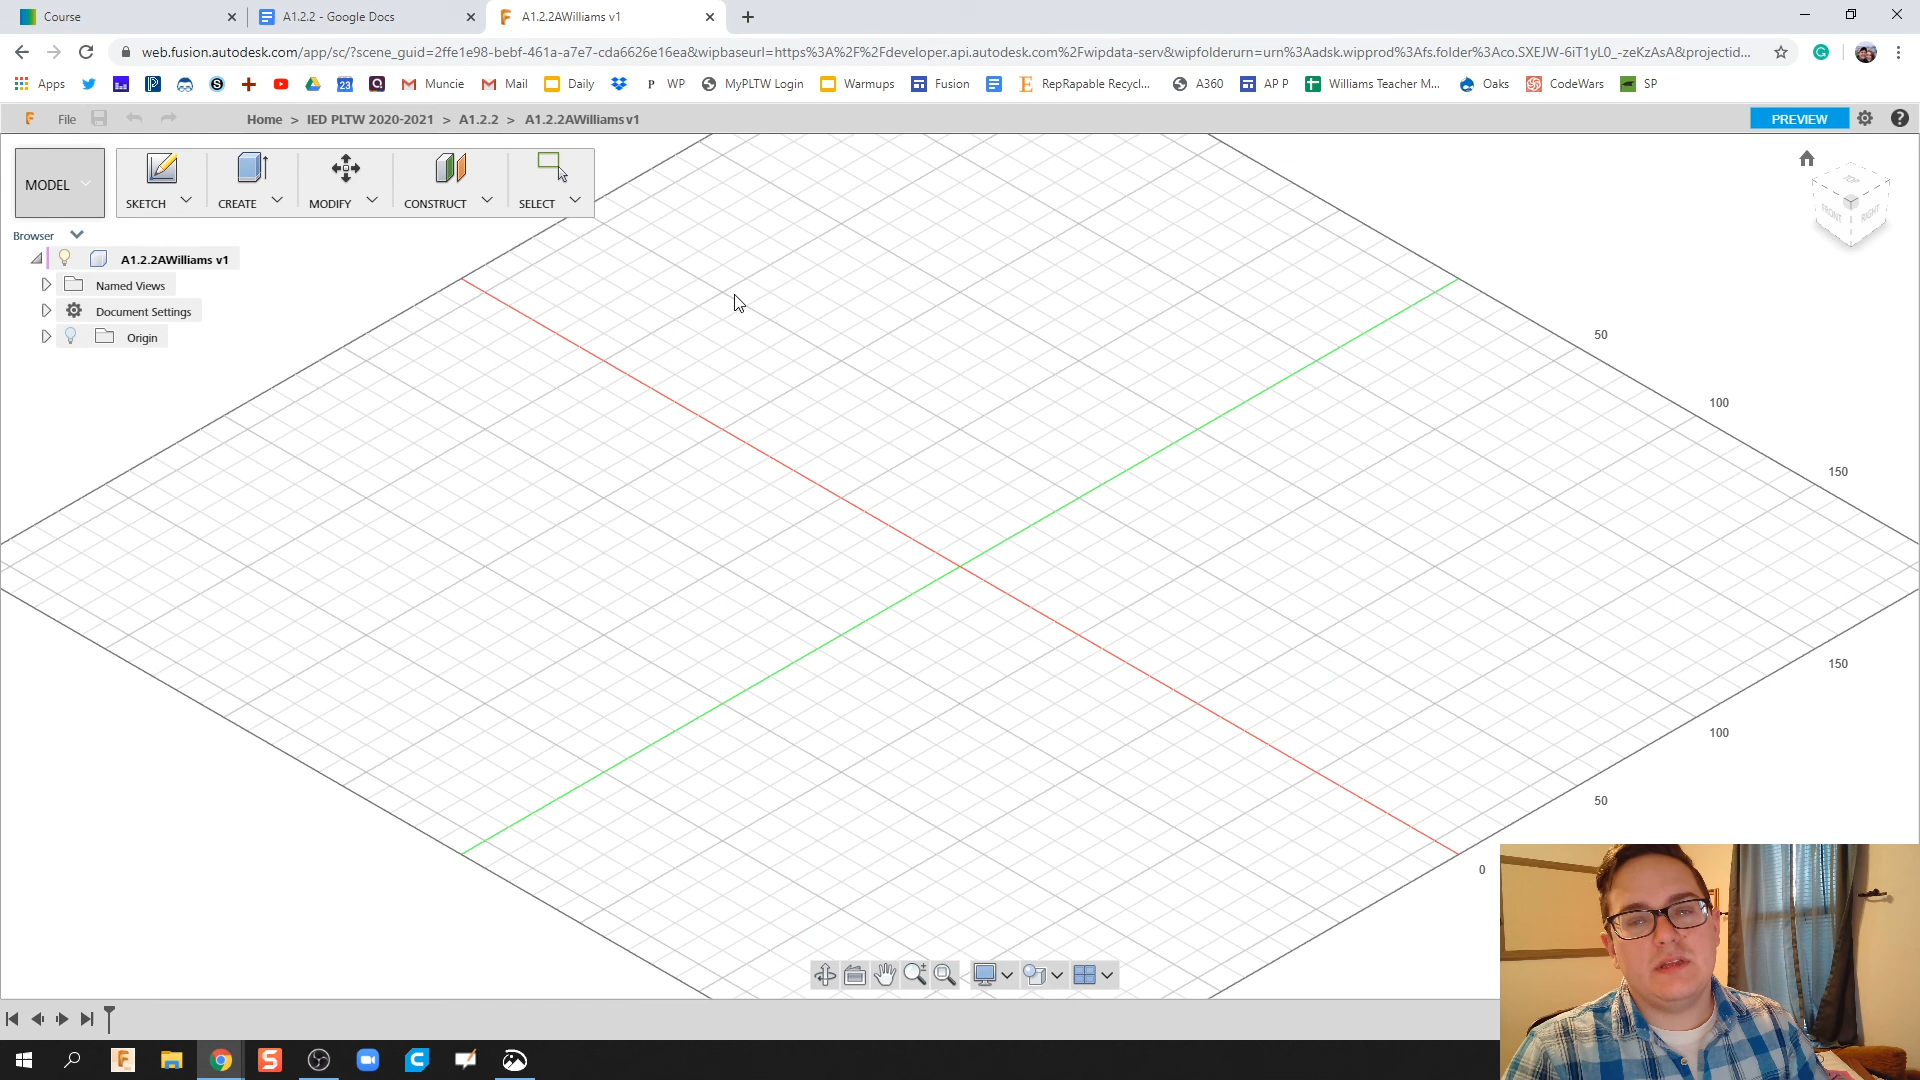 Course
A1.2.2 - Google Docs
A1.2.2AWilliams v1
web.fusion.autodesk.com/app/sc/?scene_guid=2ffe1e98-bebf-461a-a7e7-cda6626e16ea&wipbaseurl=https%3A%2F%2Fdeveloper.api.autodesk.com%2Fwipdata-serv&wipfolderurn=urn%3Aadsk.wipprod%3Afs.folder%3Aco.SXEJW-6iT1yL0_-zeKzAsA&projectid...
Apps
23
Muncie
Mail
Daily
P WP
MyPLTW Login
Warmups
Fusion
RepRapable Recycl...
A360
AP P
Williams Teacher M...
Oaks
CodeWars
SP
File
Home > IED PLTW 2020-2021 > A1.2.2 > A1.2.2AWilliams v1
PREVIEW
MODEL
SKETCH
CREATE
MODIFY
CONSTRUCT
SELECT
Browser
A1.2.2AWilliams v1
Named Views
Document Settings
Origin
FRONT
RIGHT
50
100
150
150
100
50
0